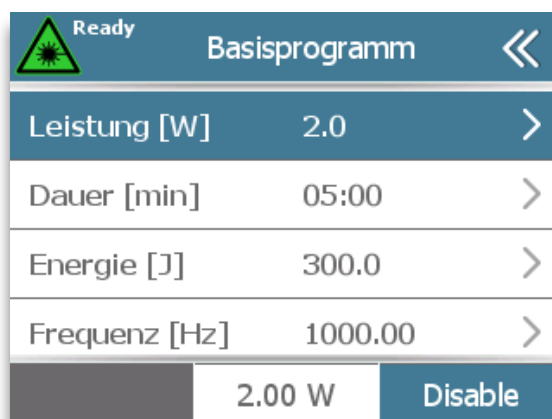 Ready
Basisprogramm
Leistung [W] 2.0
Dauer [min] 05:00
Energie [J] 300.0
Frequenz [Hz] 1000.00
2.00 W Disable